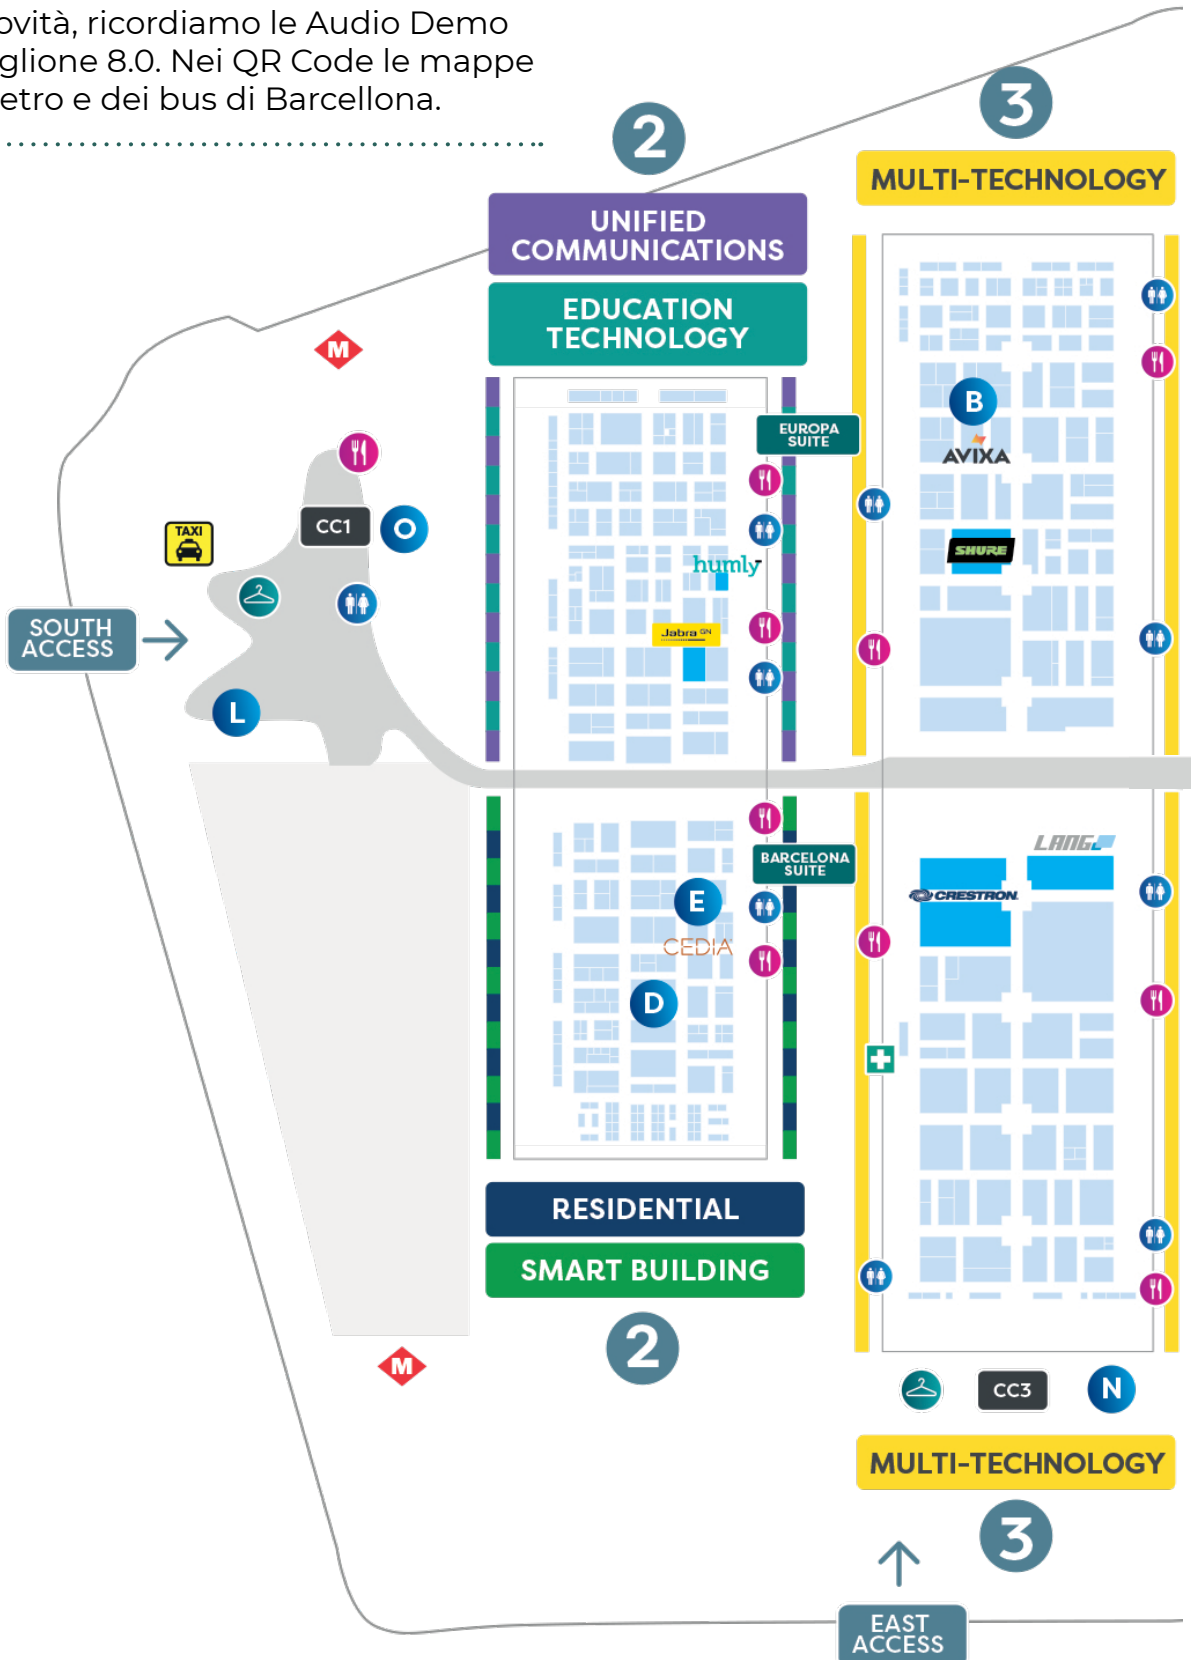 ovità, ricordiamo le Audio Demo
glione 8.0. Nei QR Code le mappe
etro e dei bus di Barcellona.
2
3
MULTI-TECHNOLOGY
UNIFIED
COMMUNICATIONS
EDUCATION
TECHNOLOGY
M
B
AVIXA
EUROPA
SUITE
CC1
O
TAXI
SHURE
humly
SOUTH
ACCESS
Jabra GN
L
LANG
BARCELONA
SUITE
E
CRESTRON
CEDIA
D
RESIDENTIAL
SMART BUILDING
2
M
CC3
N
MULTI-TECHNOLOGY
3
EAST
ACCESS